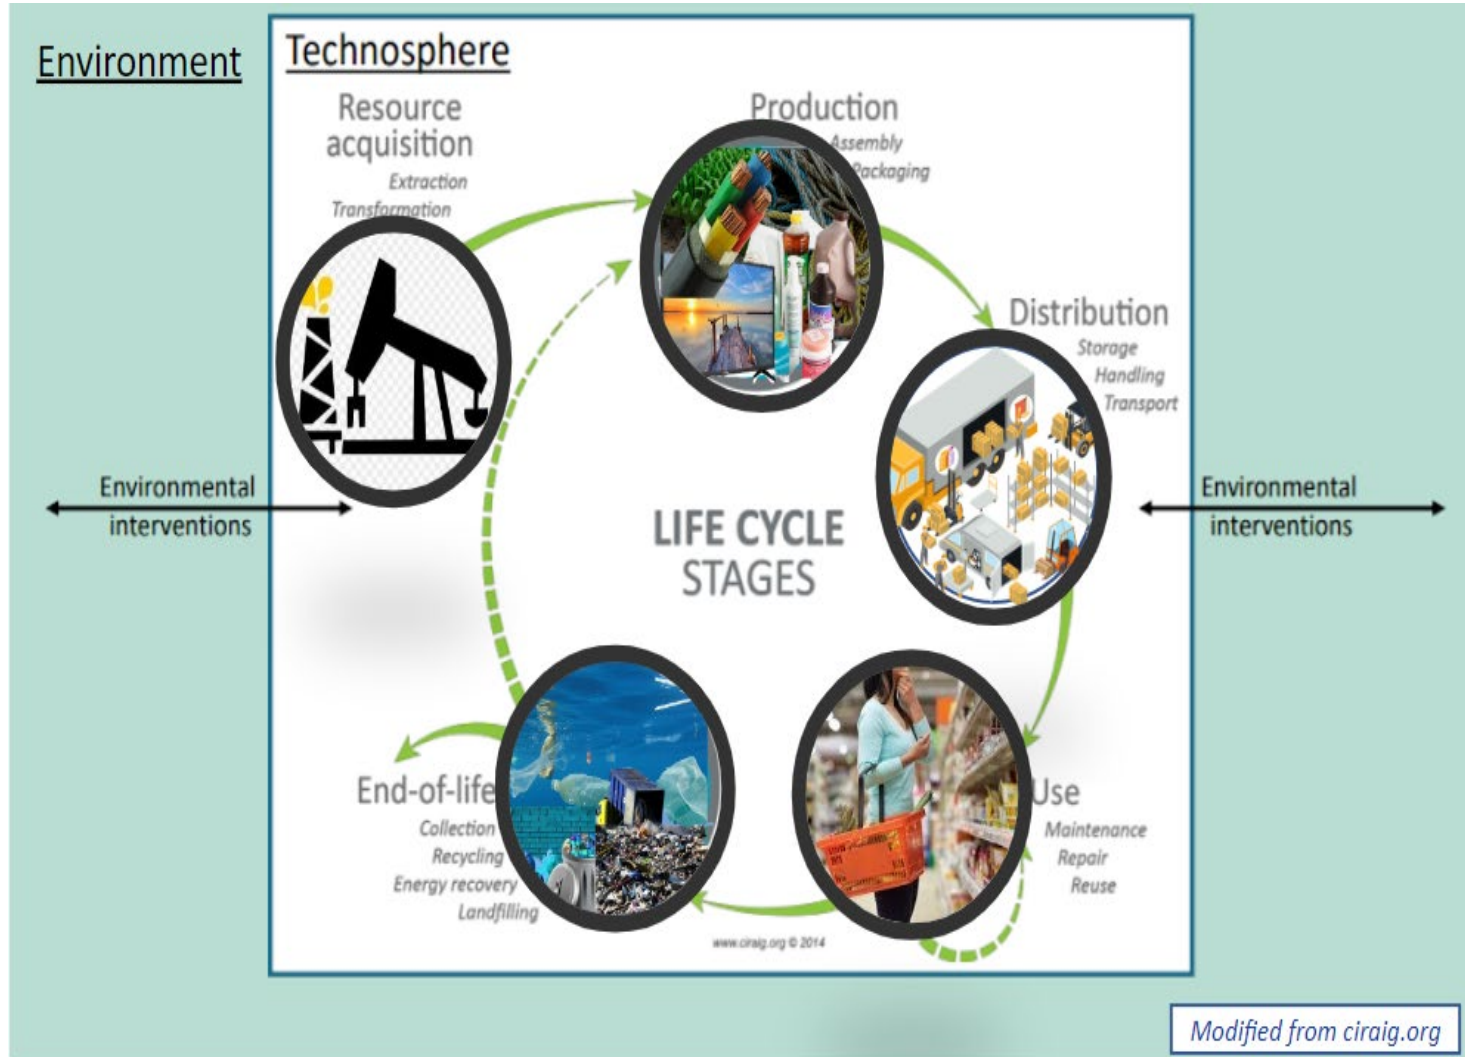 Environment
Technosphere
Resource
acquisition
Extraction
Transformation
Production
Assembly
Packaging
Distribution
Storage
Handling
Transport
Environmental
interventions
Environmental
interventions
LIFE CYCLE
STAGES
End-of-life
Collection
Recycling
Energy recovery
Landfilling
Use
Maintenance
Repair
Reuse
www.ciraig.org © 2014
Modified from ciraig.org